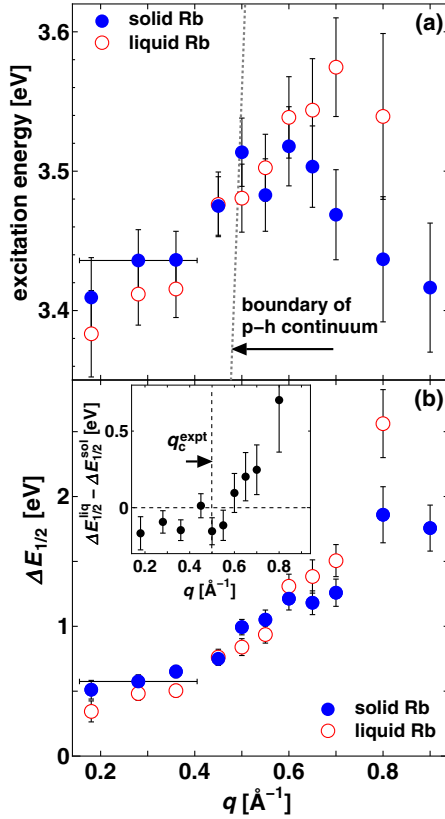 solid Rb
liquid Rb
(a)
3.6
3.5
3.4
excitation energy [eV]
boundary of
p−h continuum
(b)
0.5
0
q_c^expt
ΔE_{1/2}^{liq} − ΔE_{1/2}^{sol} [eV]
0.2 0.4 0.6 0.8
q [Å⁻¹]
2
1
0
ΔE_{1/2} [eV]
solid Rb
liquid Rb
0.2 0.4 0.6 0.8
q [Å⁻¹]